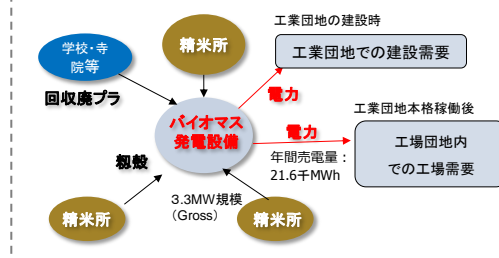 工業団地の建設時
学校・寺
院等
精米所
工業団地での建設需要
回収廃プラ
電力
工業団地本格稼働後
バイオマス
発電設備
電力
籾殻
年間売電量：
21.6千MWh
工場団地内
での工場需要
3.3MW規模
（Gross）
精米所
精米所